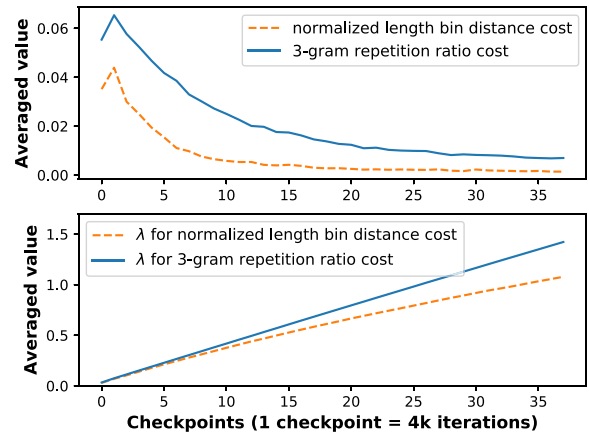 Averaged value
0.06
0.04
0.02
0.00
normalized length bin distance cost
3-gram repetition ratio cost
0 5 10 15 20 25 30 35
Averaged value
1.5
1.0
0.5
0.0
λ for normalized length bin distance cost
λ for 3-gram repetition ratio cost
0 5 10 15 20 25 30 35
Checkpoints (1 checkpoint = 4k iterations)